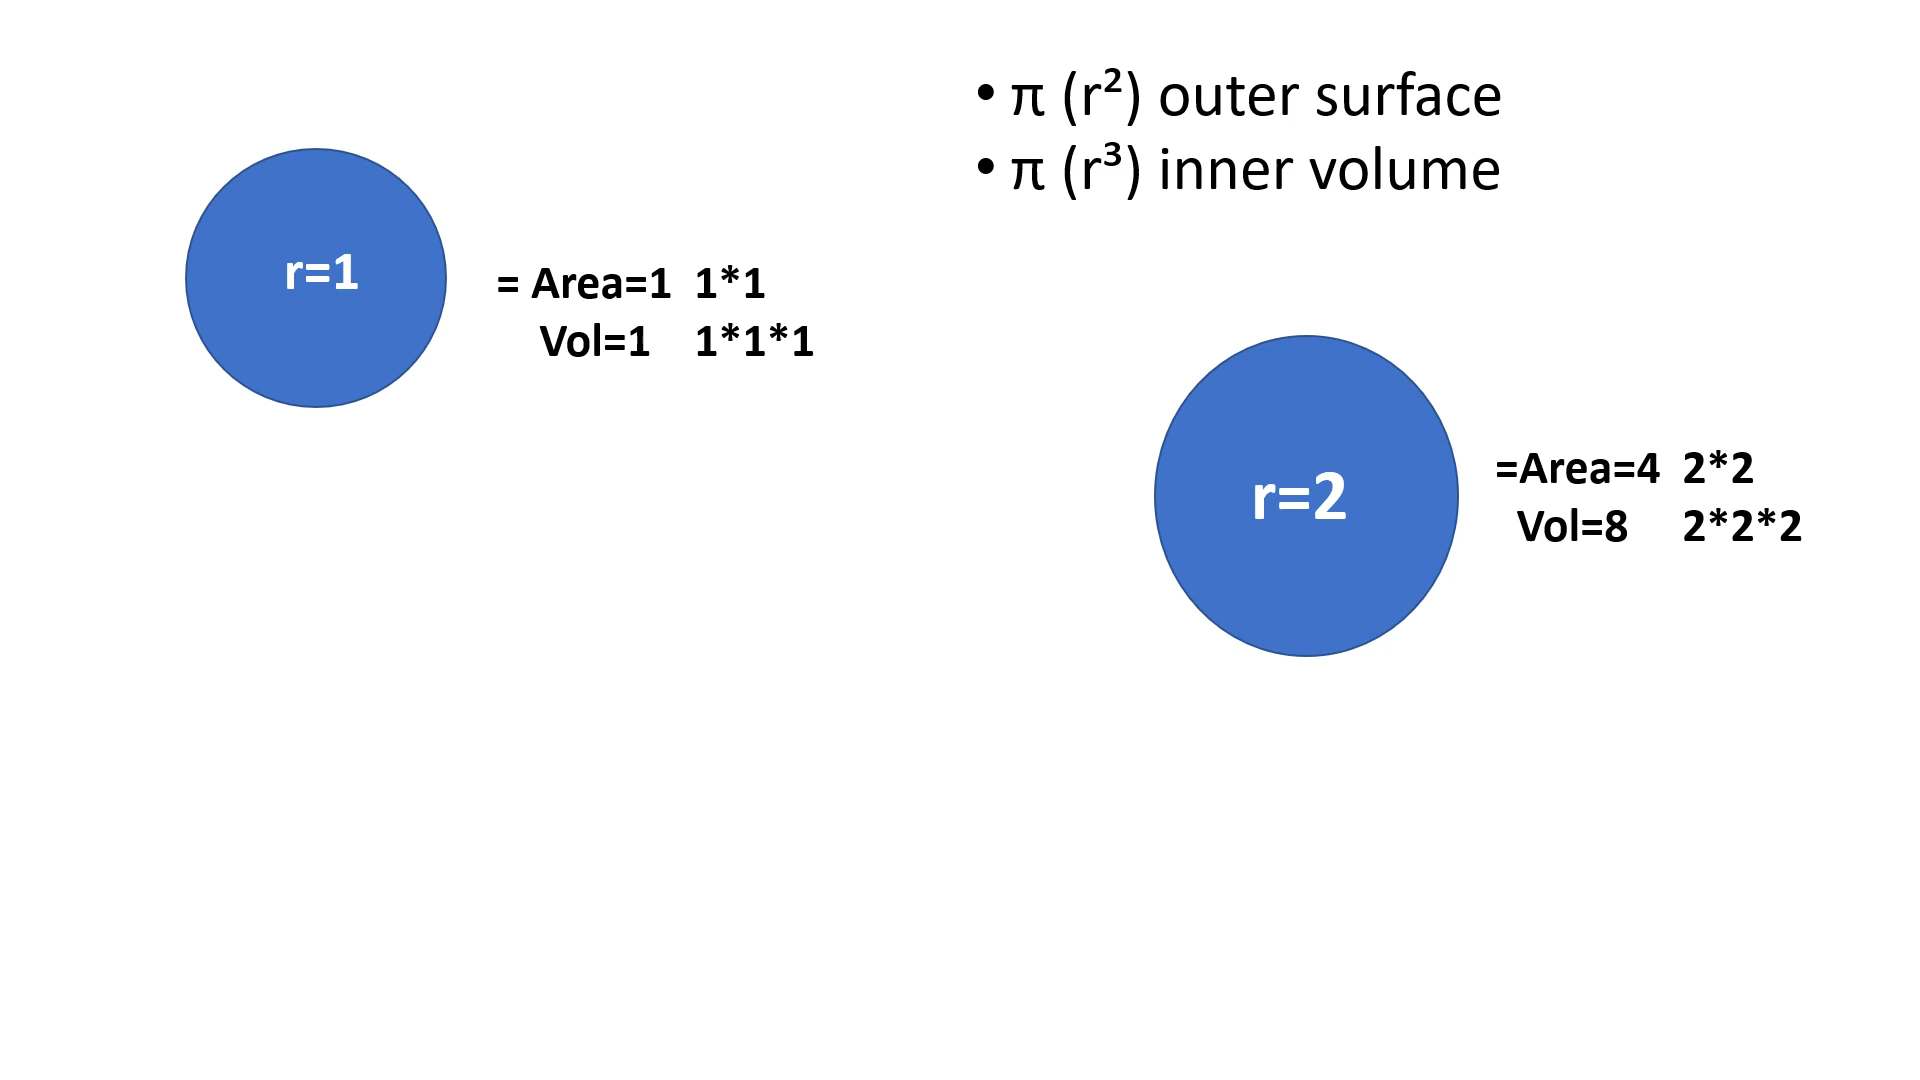 • π (r²) outer surface
• π (r³) inner volume
r=1
= Area=1 1*1
Vol=1 1*1*1
r=2
=Area=4 2*2
Vol=8 2*2*2